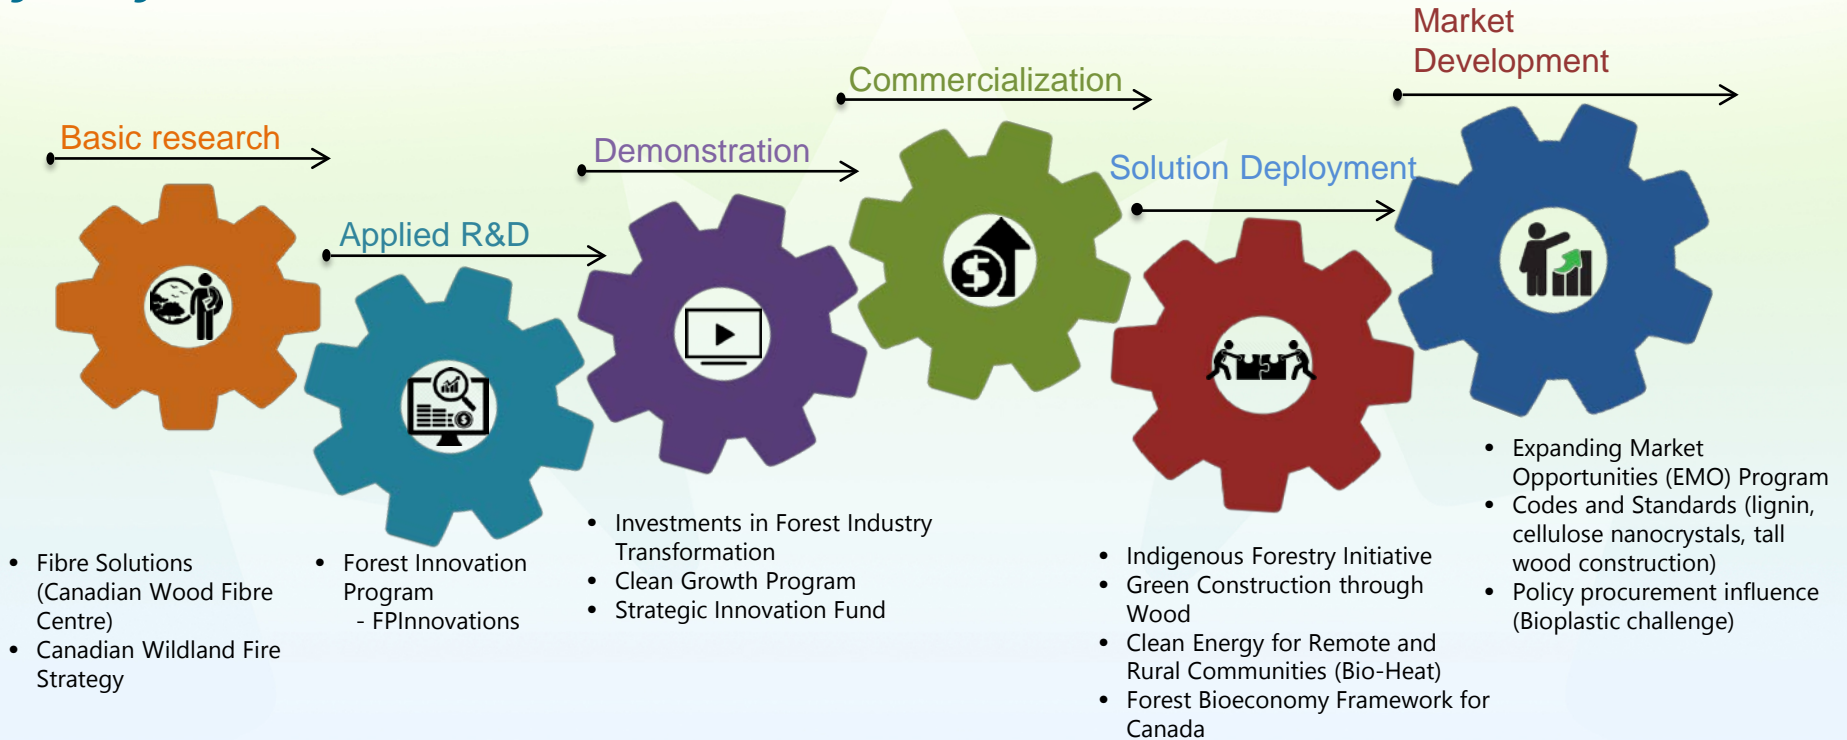 Basic research
Applied R&D
Demonstration
Commercialization
Solution Deployment
Market
Development
• Fibre Solutions
(Canadian Wood Fibre
Centre)
• Canadian Wildland Fire
Strategy
• Forest Innovation
Program
- FPInnovations
• Investments in Forest Industry
Transformation
• Clean Growth Program
• Strategic Innovation Fund
• Indigenous Forestry Initiative
• Green Construction through
Wood
• Clean Energy for Remote and
Rural Communities (Bio-Heat)
• Forest Bioeconomy Framework for
Canada
• Expanding Market
Opportunities (EMO) Program
• Codes and Standards (lignin,
cellulose nanocrystals, tall
wood construction)
• Policy procurement influence
(Bioplastic challenge)